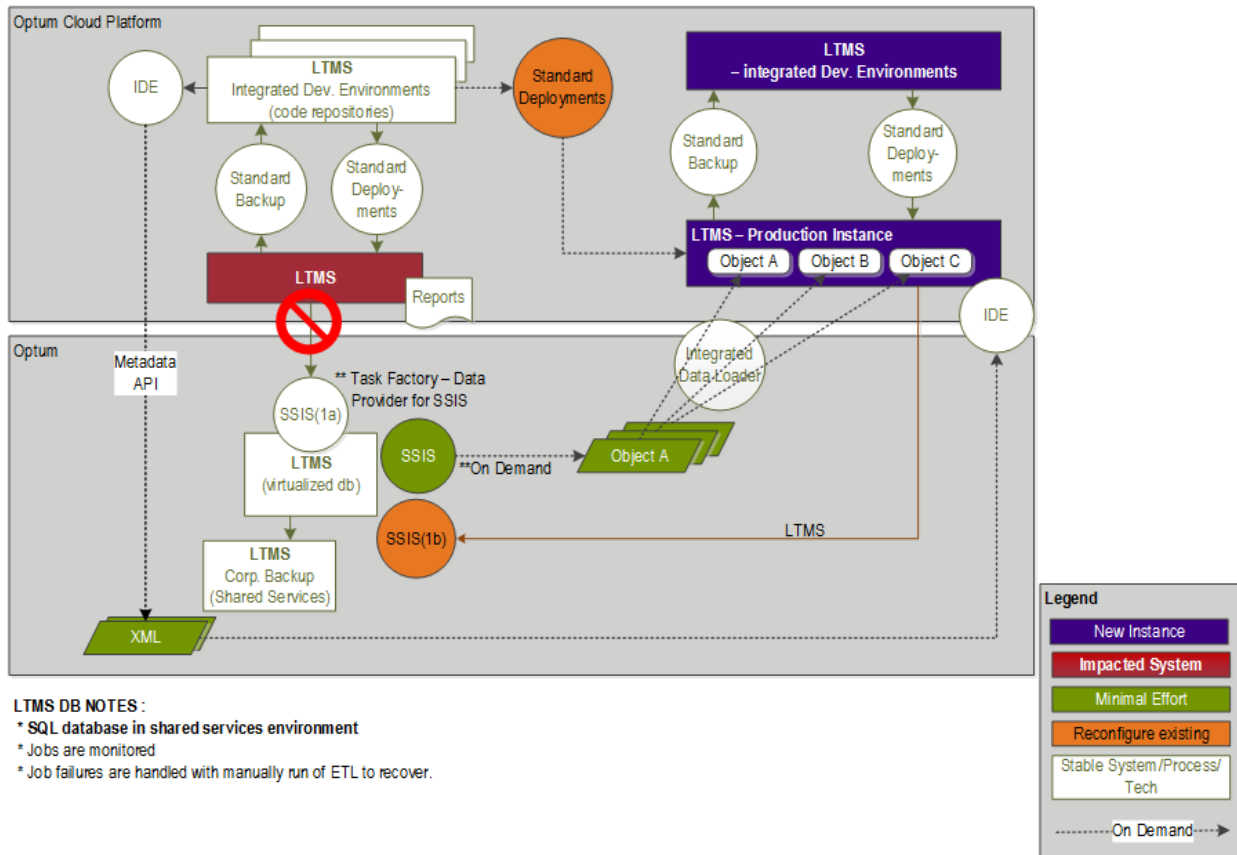 Optum Cloud Platform
IDE
LTMS
Integrated Dev. Environments
(code repositories)
Standard
Deployments
LTMS
– integrated Dev. Environments
Standard
Backup
Standard
Deploy-
ments
Standard
Backup
Standard
Deploy-
ments
LTMS
Reports
LTMS – Production Instance
Object A
Object B
Object C
IDE
Optum
Metadata
API
** Task Factory – Data
Provider for SSIS
SSIS(1a)
LTMS
(virtualized db)
SSIS
**On Demand
Object A
Integrated
Data Loader
SSIS(1b)
LTMS
LTMS
Corp. Backup
(Shared Services)
XML
Legend
New Instance
Impacted System
Minimal Effort
Reconfigure existing
Stable System/Process/
Tech
On Demand
LTMS DB NOTES :
* SQL database in shared services environment
* Jobs are monitored
* Job failures are handled with manually run of ETL to recover.